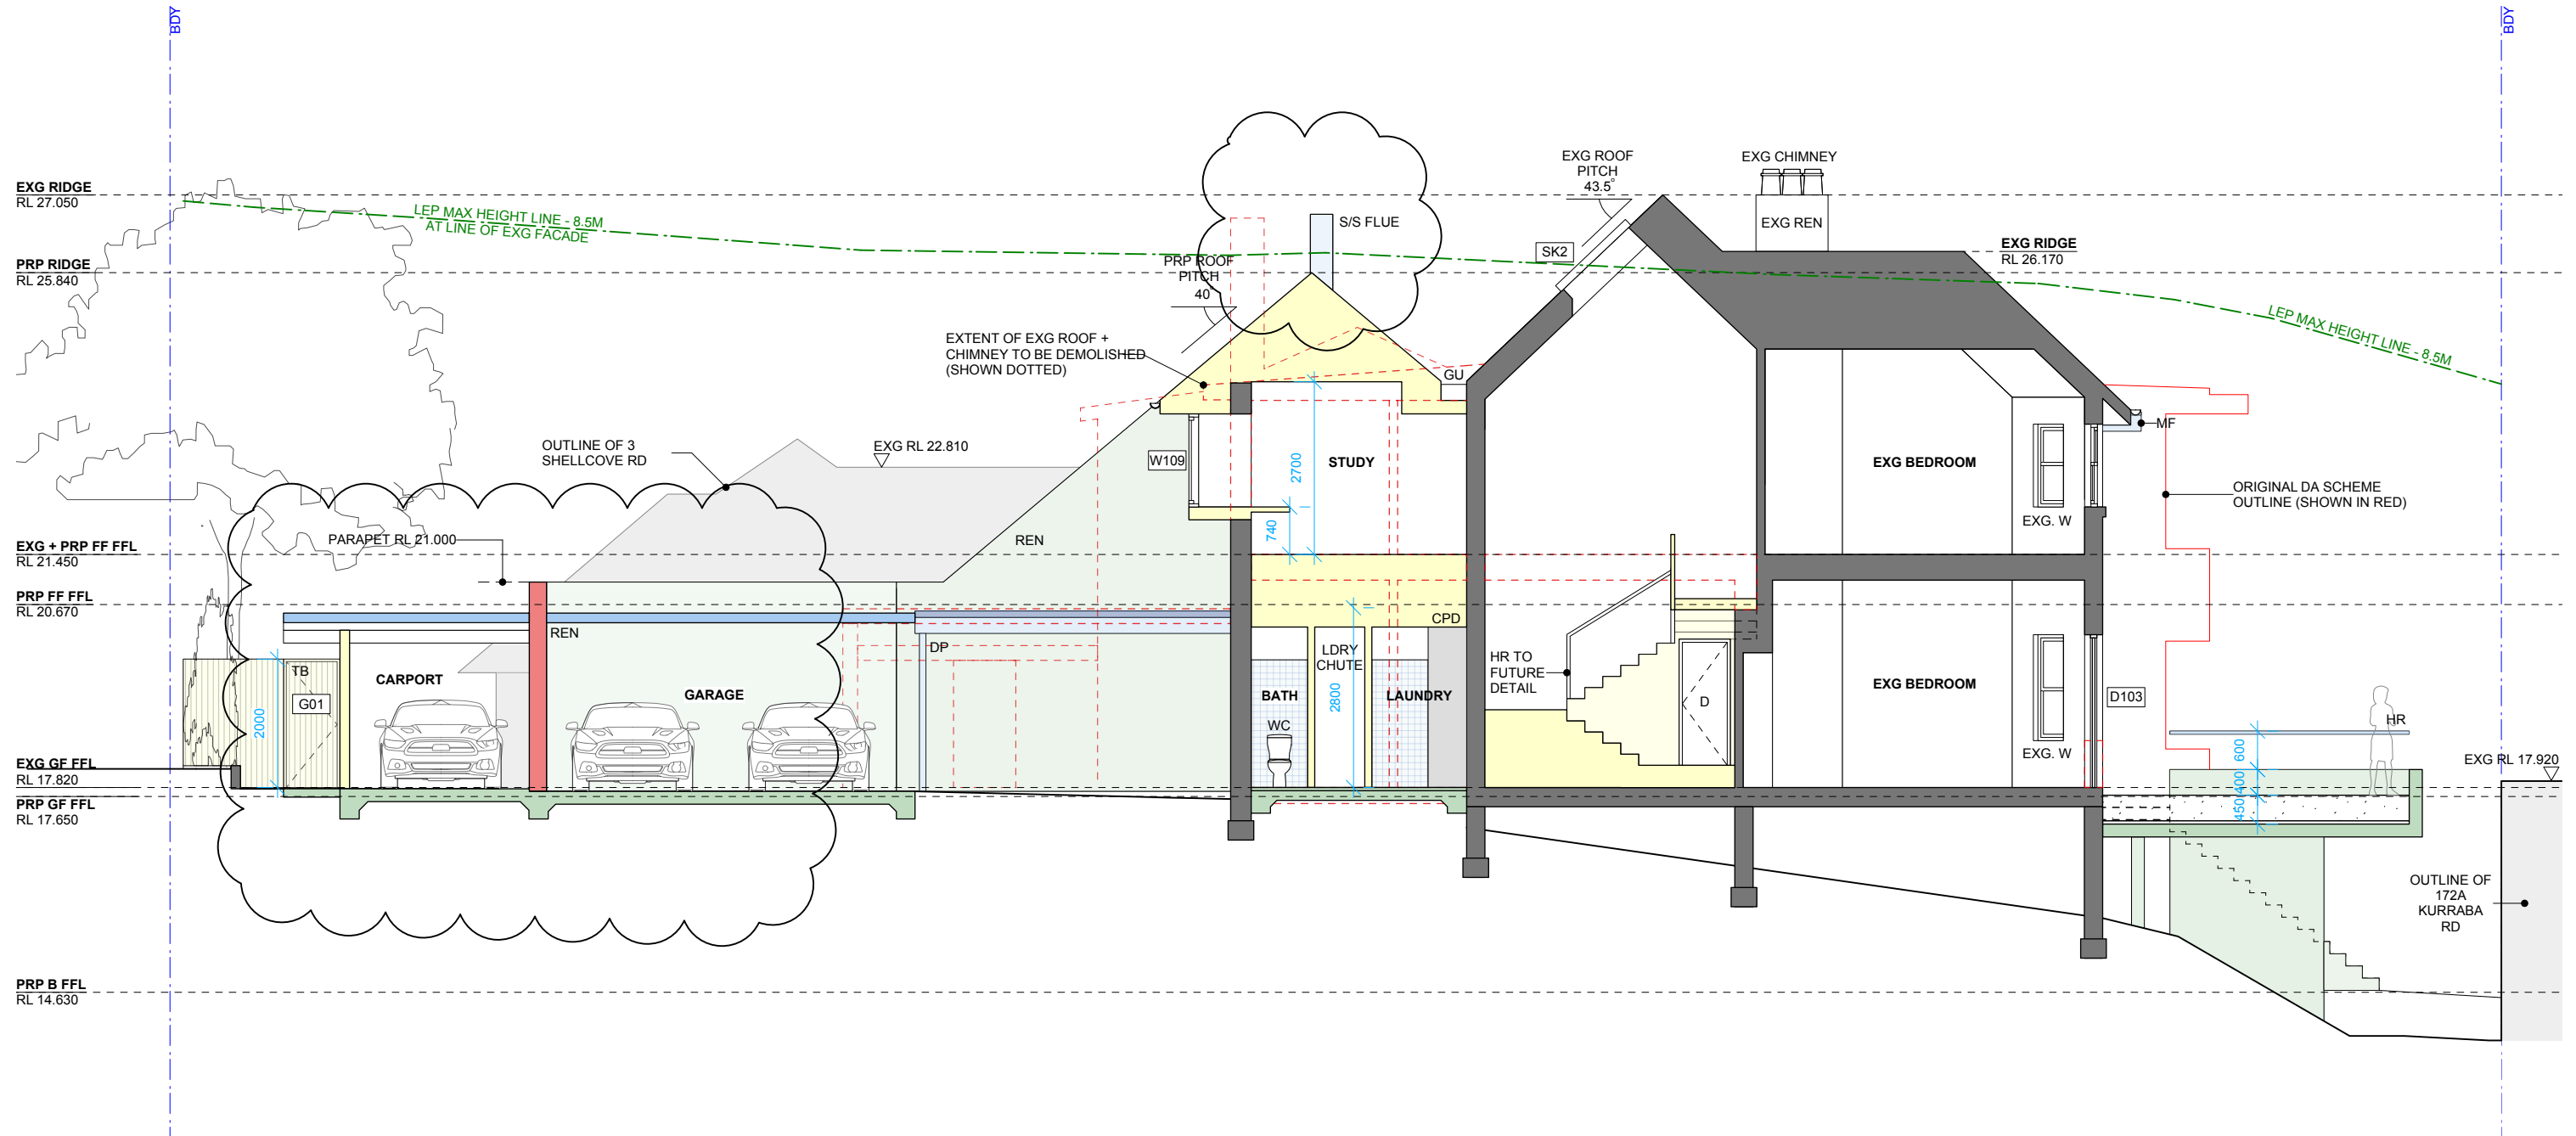 BDY
BDY
EXG RIDGE
RL 27.050
LEP MAX HEIGHT LINE - 8.5M
AT LINE OF EXG FACADE
PRP RIDGE
RL 25.840
S/S FLUE
PRP ROOF
PITCH
40°
EXG ROOF
PITCH
43.5°
SK2
EXG CHIMNEY
EXG REN
EXG RIDGE
RL 26.170
LEP MAX HEIGHT LINE - 8.5M
EXTENT OF EXG ROOF +
CHIMNEY TO BE DEMOLISHED
(SHOWN DOTTED)
GU
MF
OUTLINE OF 3
SHELLCOVE RD
EXG RL 22.810
W109
2700
STUDY
740
EXG BEDROOM
EXG. W
ORIGINAL DA SCHEME
OUTLINE (SHOWN IN RED)
EXG + PRP FF FFL
RL 21.450
PARAPET RL 21.000
REN
PRP FF FFL
RL 20.670
REN
DP
CPD
TB
G01
2000
CARPORT
GARAGE
BATH
WC
LDRY
CHUTE
2800
LAUNDRY
HR TO
FUTURE
DETAIL
D
EXG BEDROOM
EXG. W
D103
HR
600
400
450
EXG RL 17.920
EXG GF FFL
RL 17.820
PRP GF FFL
RL 17.650
OUTLINE OF
172A
KURRABA
RD
PRP B FFL
RL 14.630